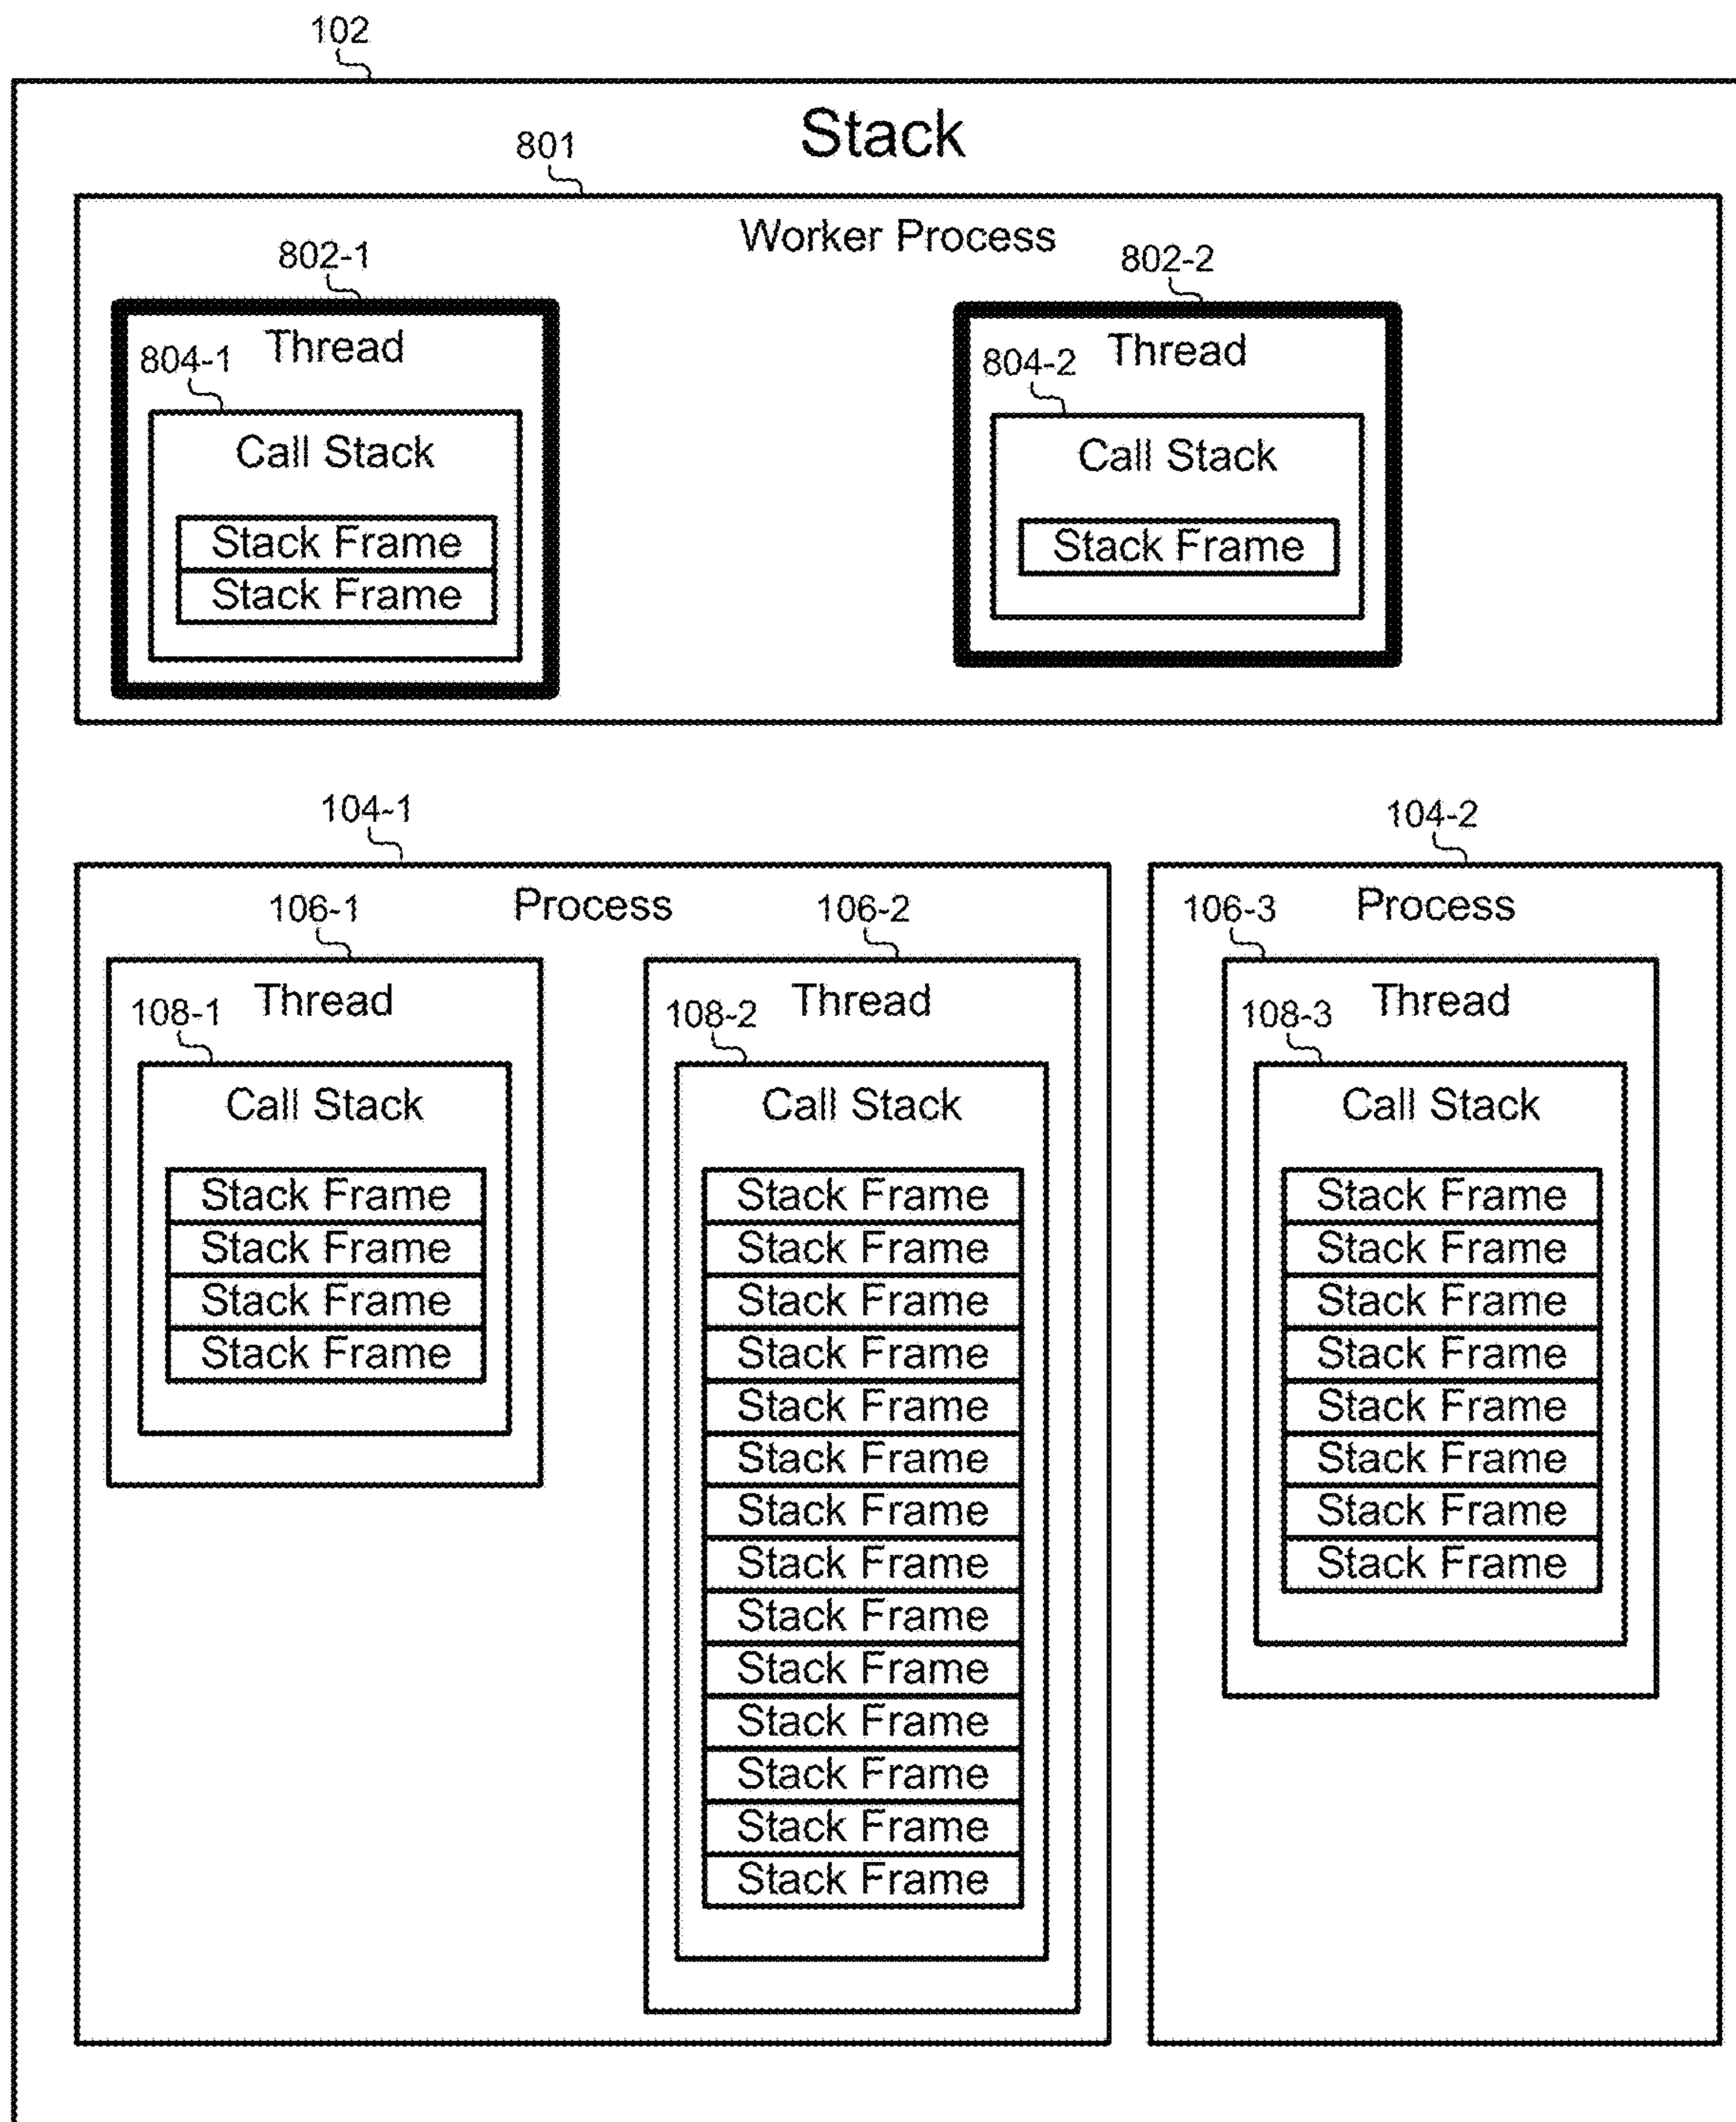 102
Stack
801
Worker Process
802-1
Thread
804-1
Call Stack
Stack Frame
Stack Frame
802-2
Thread
804-2
Call Stack
Stack Frame
104-1
Process
106-1
Thread
108-1
Call Stack
Stack Frame
Stack Frame
Stack Frame
Stack Frame
106-2
Thread
108-2
Call Stack
Stack Frame
Stack Frame
Stack Frame
Stack Frame
Stack Frame
Stack Frame
Stack Frame
Stack Frame
Stack Frame
Stack Frame
Stack Frame
Stack Frame
Stack Frame
Stack Frame
104-2
Process
106-3
Thread
108-3
Call Stack
Stack Frame
Stack Frame
Stack Frame
Stack Frame
Stack Frame
Stack Frame
Stack Frame
Stack Frame